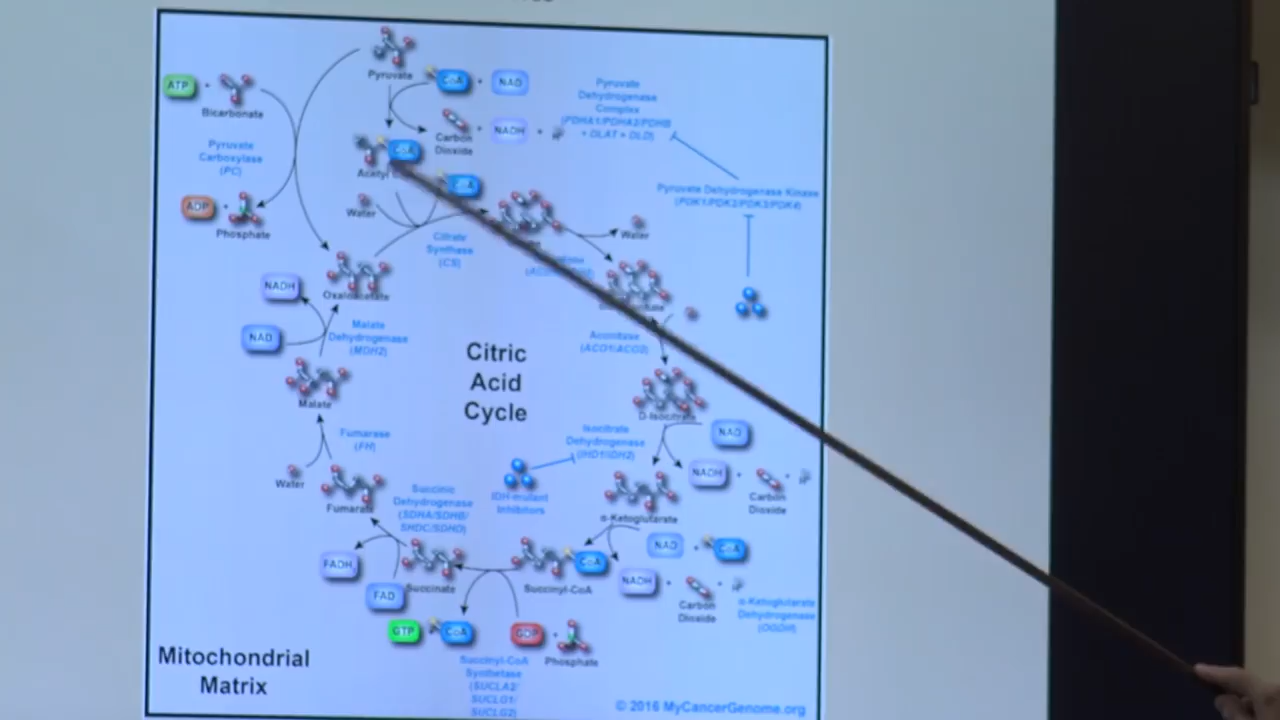 Pyruvate
CoA
NAD
ATP
Bicarbonate
Pyruvate
Dehydrogenase
Complex
(PDHA1/PDHA2/PDHB
+ DLAT + DLD)
Carbon
Dioxide
NADH
Pyruvate
Carboxylase
(PC)
CoA
CoA
Pyruvate Dehydrogenase Kinase
(PDK1/PDK2/PDK3/PDK4)
ADP
Phosphate
Water
Water
Citrate
Synthase
(CS)
Oxaloacetate
NADH
NAD
Malate
Dehydrogenase
(MDH2)
Aconitase
(ACO1/ACO2)
Citric
Acid
Cycle
Malate
D-Isocitrate
NAD
Isocitrate
Dehydrogenase
(IDH1/IDH2)
Fumarase
(FH)
NADH
Carbon
Dioxide
Water
IDH-mutant
Inhibitors
Fumarate
Succinic
Dehydrogenase
(SDHA/SDHB/
SHDC/SDHD)
α-Ketoglutarate
NAD
CoA
FADH
FAD
Succinate
Succinyl-CoA
CoA
NADH
Carbon
Dioxide
α-Ketoglutarate
Dehydrogenase
(OGDH)
GTP
CoA
GDP
Phosphate
Succinyl-CoA
Synthetase
(SUCLA2/
SUCLG1/
SUCLG2)
Mitochondrial
Matrix
© 2016 MyCancerGenome.org